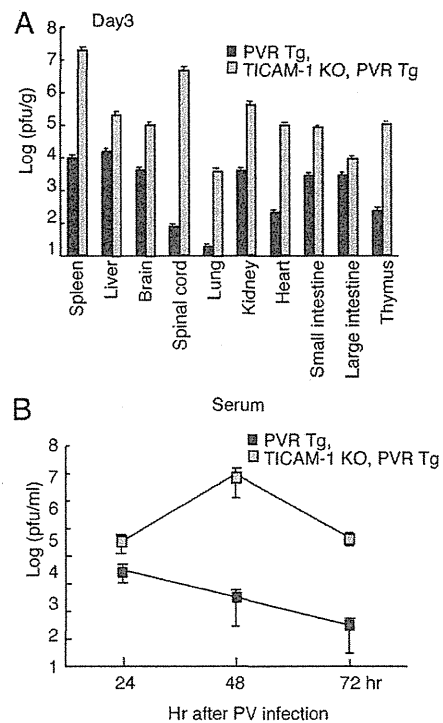 A
Day3
PVR Tg,
TICAM-1 KO, PVR Tg
Log (pfu/g)
8
7
6
5
4
3
2
1
Spleen
Liver
Brain
Spinal cord
Lung
Kidney
Heart
Small intestine
Large intestine
Thymus
B
Serum
PVR Tg,
TICAM-1 KO, PVR Tg
Log (pfu/ml)
8
7
6
5
4
3
2
1
24
48
72 hr
Hr after PV infection